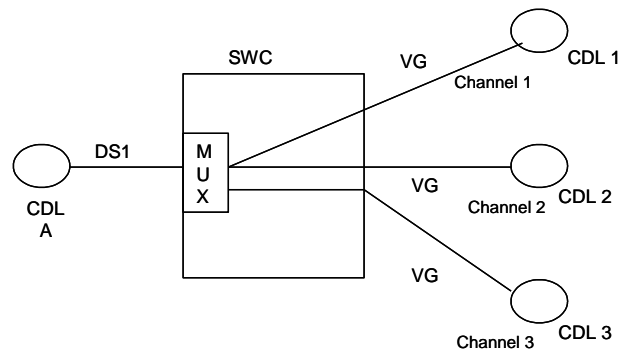 SWC
VG
Channel 1
CDL 1
DS1
M
U
X
CDL
A
VG
Channel 2
CDL 2
VG
Channel 3
CDL 3